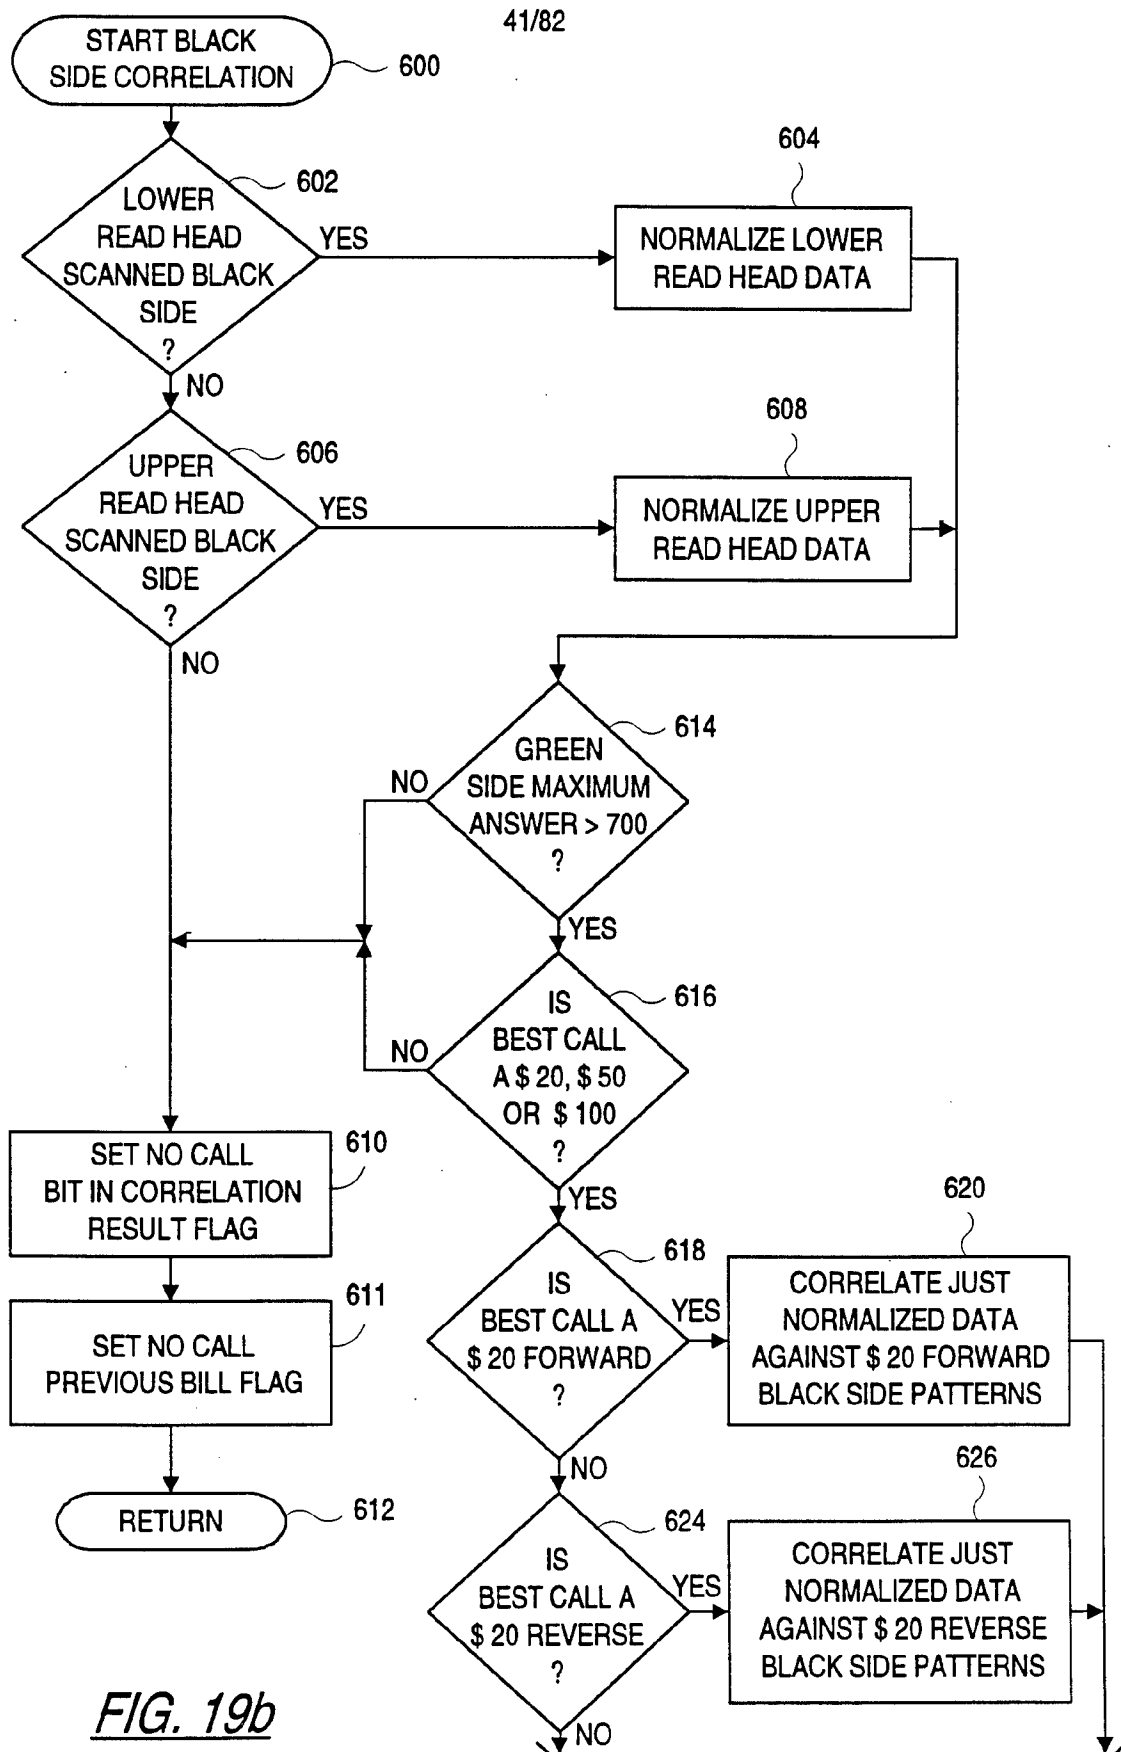 41/82
START BLACK
SIDE CORRELATION
600
LOWER
READ HEAD
SCANNED BLACK
SIDE
?
602
YES
NO
604
NORMALIZE LOWER
READ HEAD DATA
UPPER
READ HEAD
SCANNED BLACK
SIDE
?
606
YES
NO
608
NORMALIZE UPPER
READ HEAD DATA
GREEN
SIDE MAXIMUM
ANSWER > 700
?
614
NO
YES
IS
BEST CALL
A $ 20, $ 50
OR $ 100
?
616
NO
YES
SET NO CALL
BIT IN CORRELATION
RESULT FLAG
610
SET NO CALL
PREVIOUS BILL FLAG
611
RETURN
612
IS
BEST CALL A
$ 20 FORWARD
?
618
YES
NO
620
CORRELATE JUST
NORMALIZED DATA
AGAINST $ 20 FORWARD
BLACK SIDE PATTERNS
IS
BEST CALL A
$ 20 REVERSE
?
624
YES
NO
626
CORRELATE JUST
NORMALIZED DATA
AGAINST $ 20 REVERSE
BLACK SIDE PATTERNS
FIG. 19b